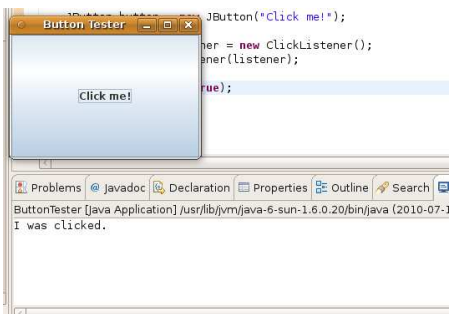 JButton button = new JButton("Click me!");
Button Tester
ner = new ClickListener();
ener(listener);
Click me!
rue);
Problems @ Javadoc Declaration Properties Outline Search
ButtonTester [Java Application] /usr/lib/jvm/java-6-sun-1.6.0.20/bin/java (2010-07-1
I was clicked.